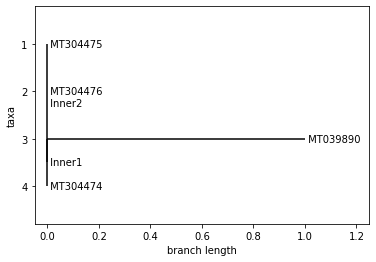 1
MT304475
2
MT304476
Inner2
taxa
3
MT039890
Inner1
4
MT304474
0.0
0.2
0.4
0.6
0.8
1.0
1.2
branch length